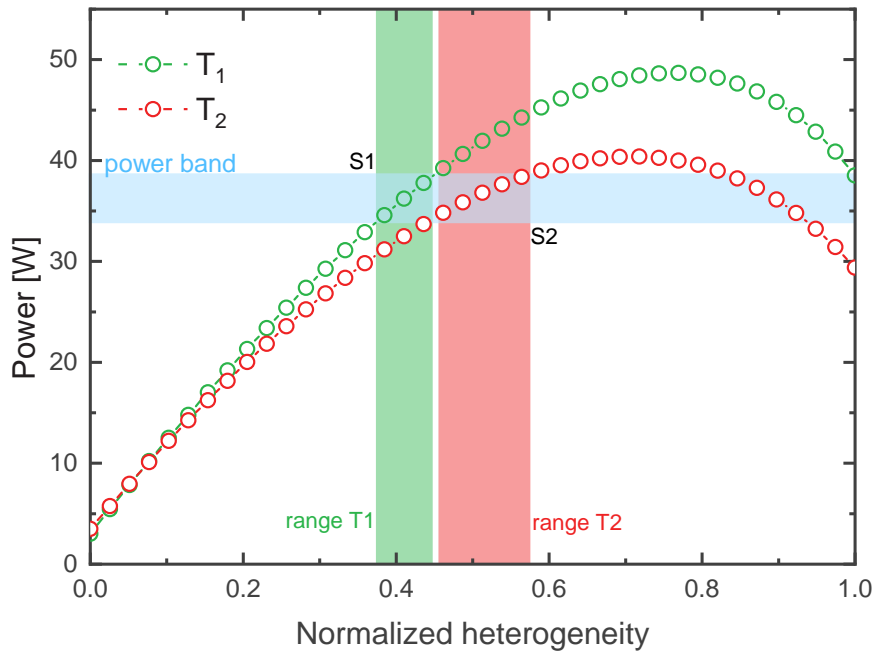 50
40
30
20
10
0
Power [W]
T1
T2
power band
S1
S2
range T1
range T2
0.0
0.2
0.4
0.6
0.8
1.0
Normalized heterogeneity